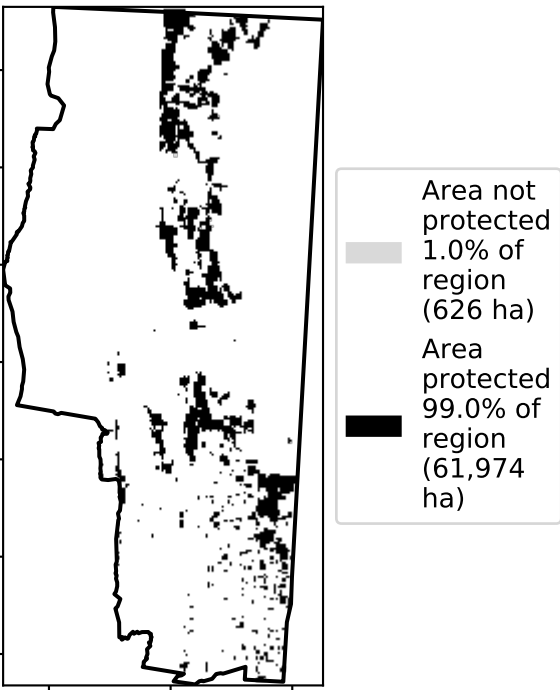 Area not
protected
1.0% of
region
(626 ha)
Area
protected
99.0% of
region
(61,974
ha)